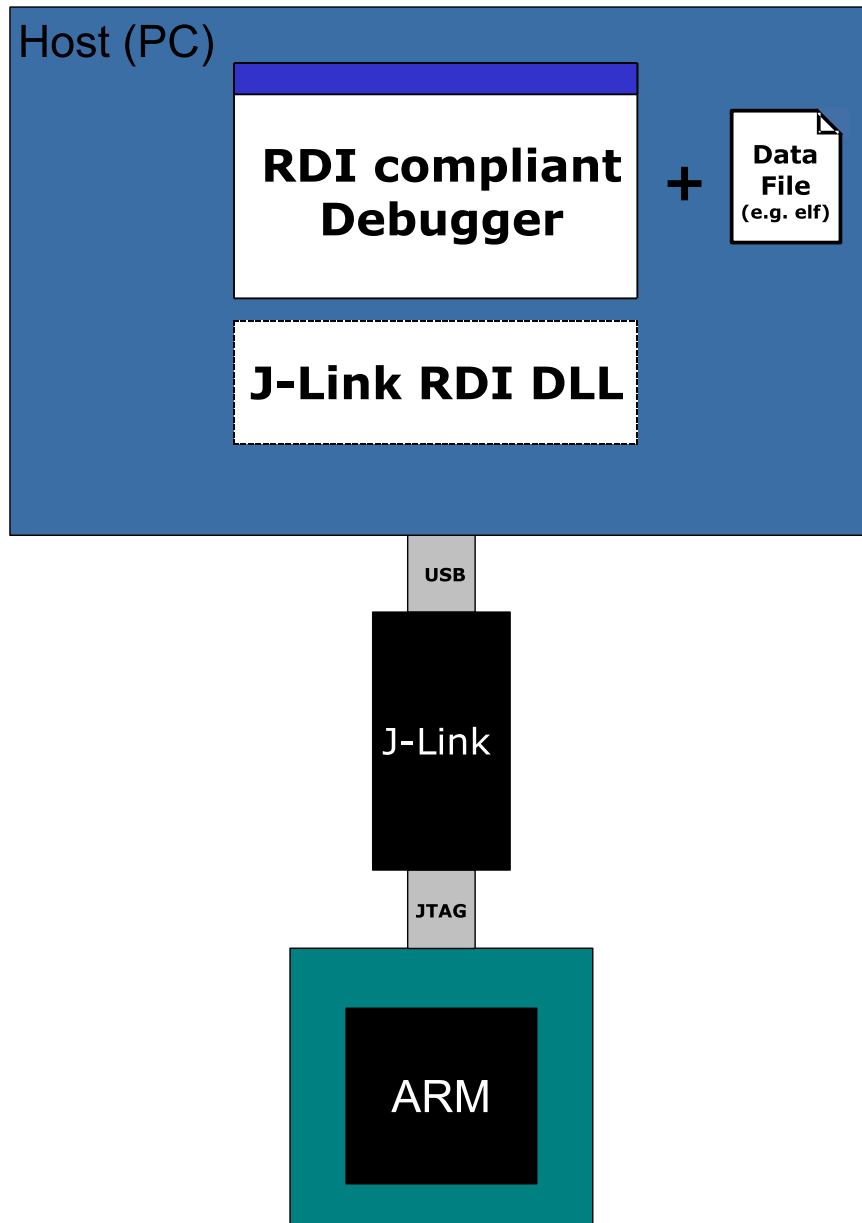 Host (PC)
RDI compliant
Debugger
+
Data
File
(e.g. elf)
J-Link RDI DLL
USB
J-Link
JTAG
ARM